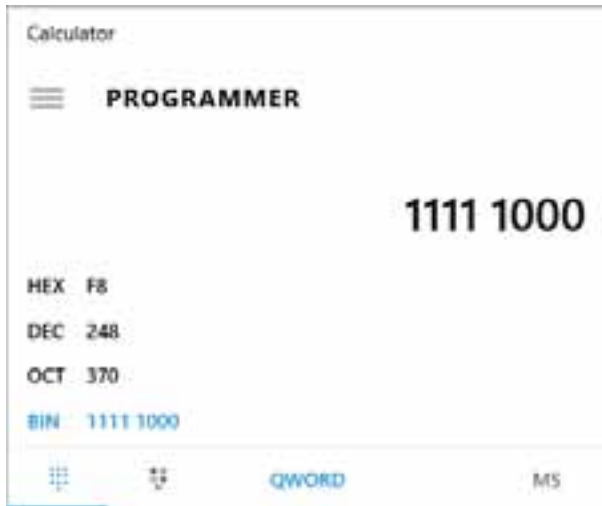 Calculator
PROGRAMMER
1111 1000
HEX F8
DEC 248
OCT 370
BIN 1111 1000
QWORD MS